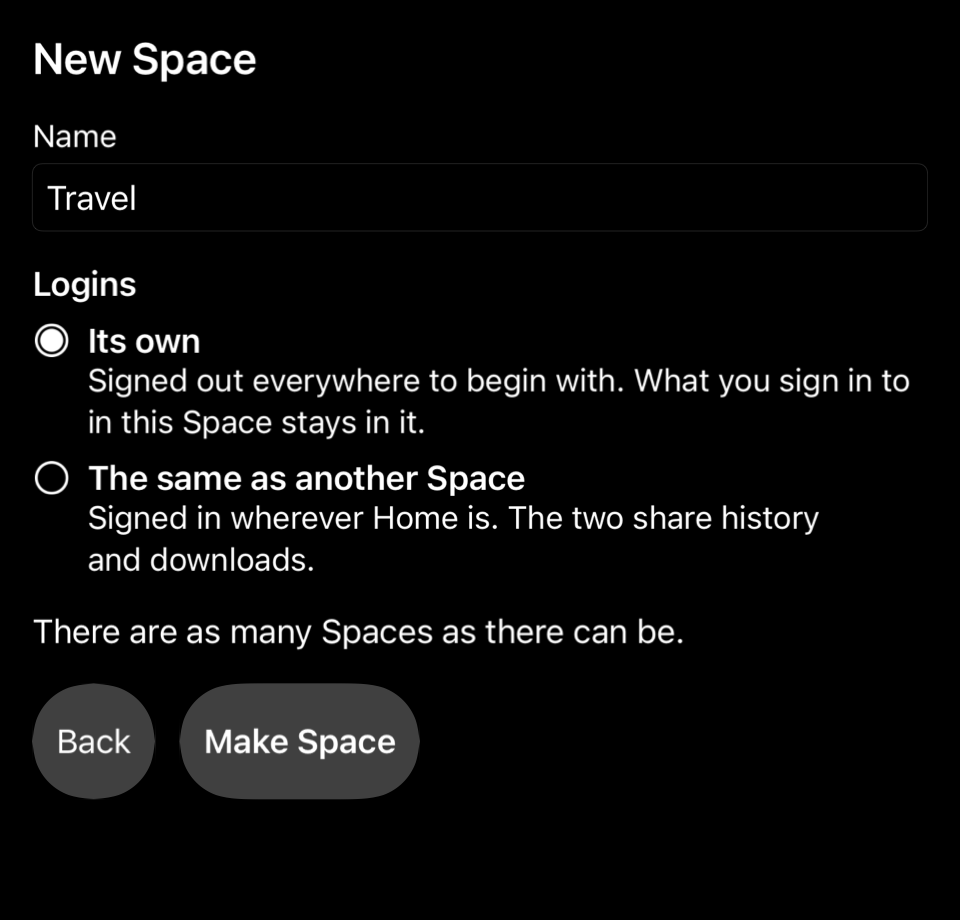 New Space
Name
Travel
Logins
Its own
Signed out everywhere to begin with. What you sign in to
in this Space stays in it.
The same as another Space
Signed in wherever Home is. The two share history
and downloads.
There are as many Spaces as there can be.
Back
Make Space